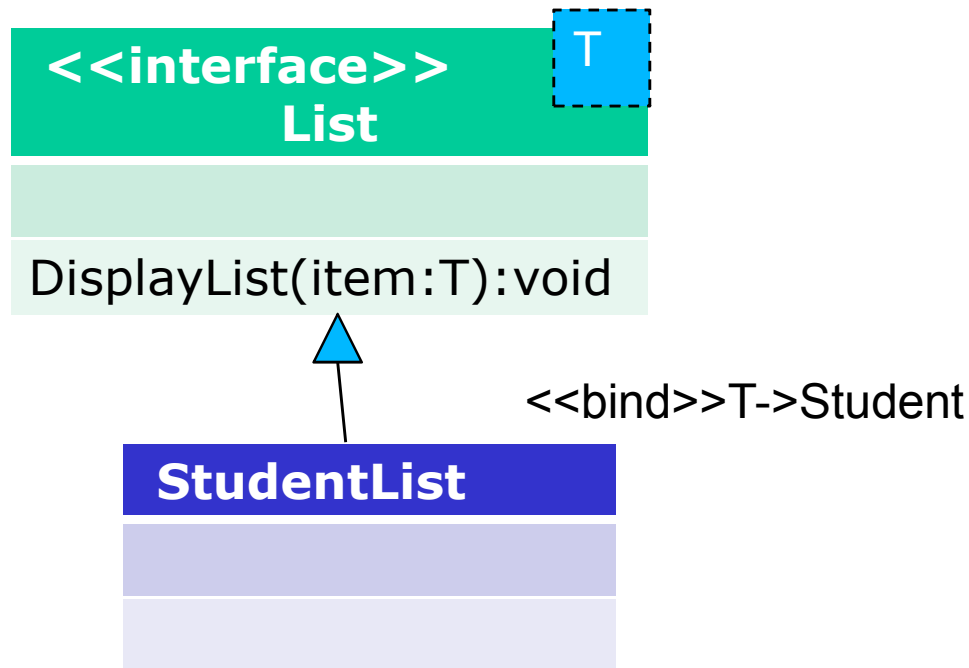 <<interface>>
T
List
DisplayList(item:T):void
<<bind>>T->Student
StudentList